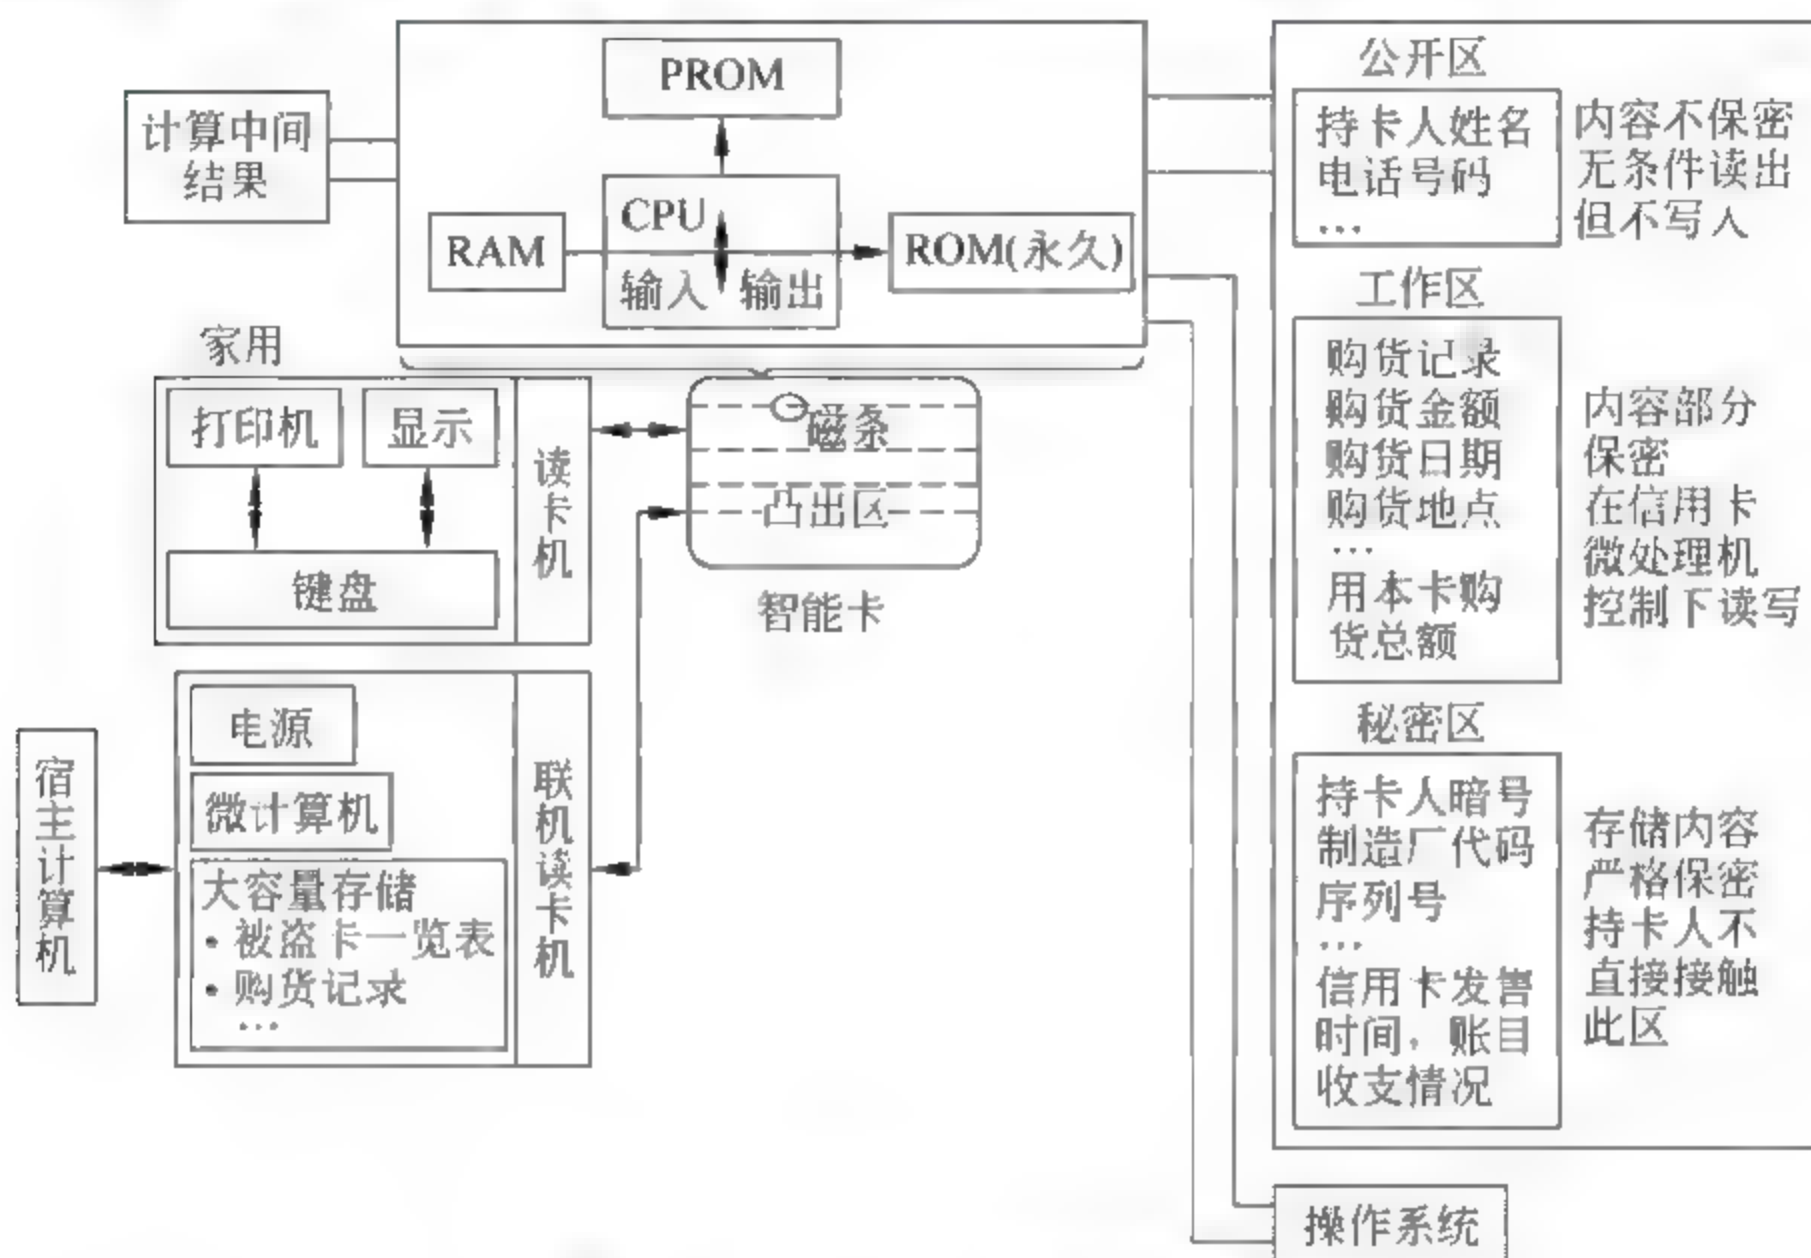 计算中间
结果
PROM
CPU
RAM
输入
输出
ROM(永久)
公开区
持卡人姓名
电话号码
…
内容不保密
无条件读出
但不写人
工作区
购货记录
购货金额
购货日期
购货地点
…
用本卡购
货总额
内容部分
保密
在信用卡
微处理机
控制下读写
秘密区
持卡人暗号
制造厂代码
序列号
…
信用卡发售
时间，账目
收支情况
存储内容
严格保密
持卡人不
直接接触
此区
操作系统
家用
打印机
显示
键盘
读卡机
磁条
凸出区
智能卡
宿主计算机
电源
微计算机
大容量存储
• 被盗卡一览表
• 购货记录
…
联机读卡机